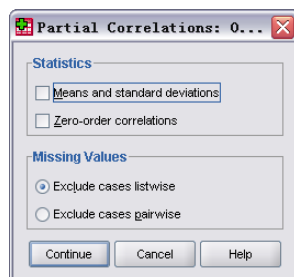 Partial Correlations: O...
Statistics
Means and standard deviations
Zero-order correlations
Missing Values
Exclude cases listwise
Exclude cases pairwise
Continue Cancel Help